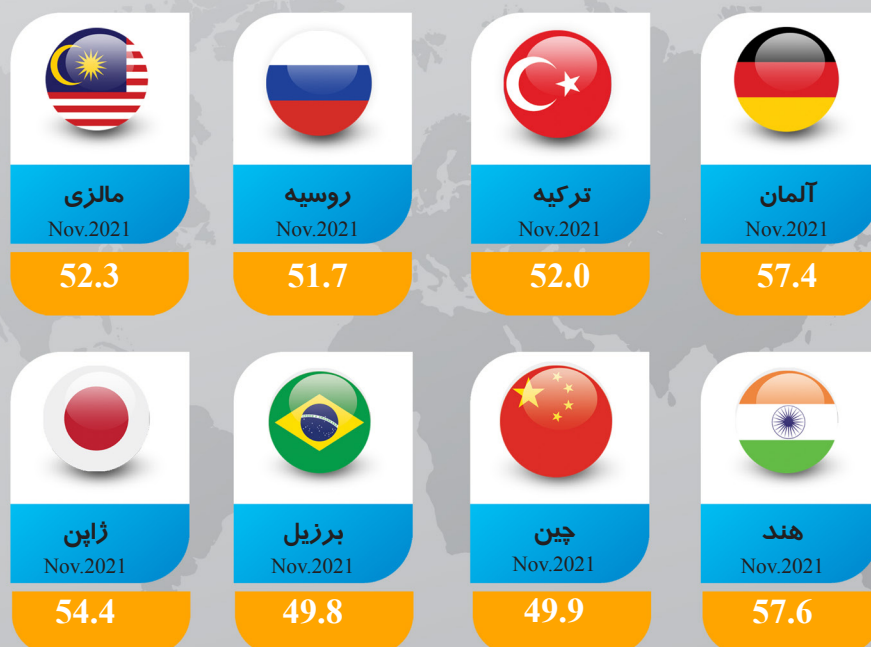 آلمان
Nov.2021
57.4
ترکیه
Nov.2021
52.0
روسیه
Nov.2021
51.7
مالزی
Nov.2021
52.3
هند
Nov.2021
57.6
چین
Nov.2021
49.9
برزیل
Nov.2021
49.8
ژاپن
Nov.2021
54.4